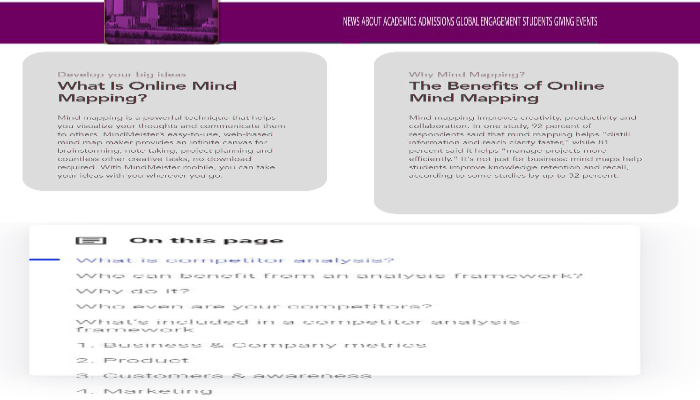 NEWS ABOUT ACADEMICS ADMISSIONS GLOBAL ENGAGEMENT STUDENTS GIVING EVENTS
Develop your big ideas
What Is Online Mind
Mapping?
Mind mapping is a powerful technique that helps
you visualize your thoughts and communicate them
to others. MindMeister's easy-to-use, web-based
mind map maker provides an infinite canvas for
brainstorming, note-taking, project planning and
countless other creative tasks, no download
required. With MindMeister mobile, you can take
your ideas with you wherever you go.
Why Mind Mapping?
The Benefits of Online
Mind Mapping
Mind mapping improves creativity, productivity and
collaboration. In one study, 92 percent of
respondents said that mind mapping helps "distill
information and reach clarity faster," while 81
percent said it helps "manage projects more
efficiently." It's not just for business: mind maps help
students improve knowledge retention and recall,
according to some studies by up to 32 percent.
On this page
What is competitor analysis?
Who can benefit from an analysis framework?
Why do it?
Who even are your competitors?
What's included in a competitor analysis
framework
1. Business & Company metrics
2. Product
3. Customers & awareness
4. Marketing